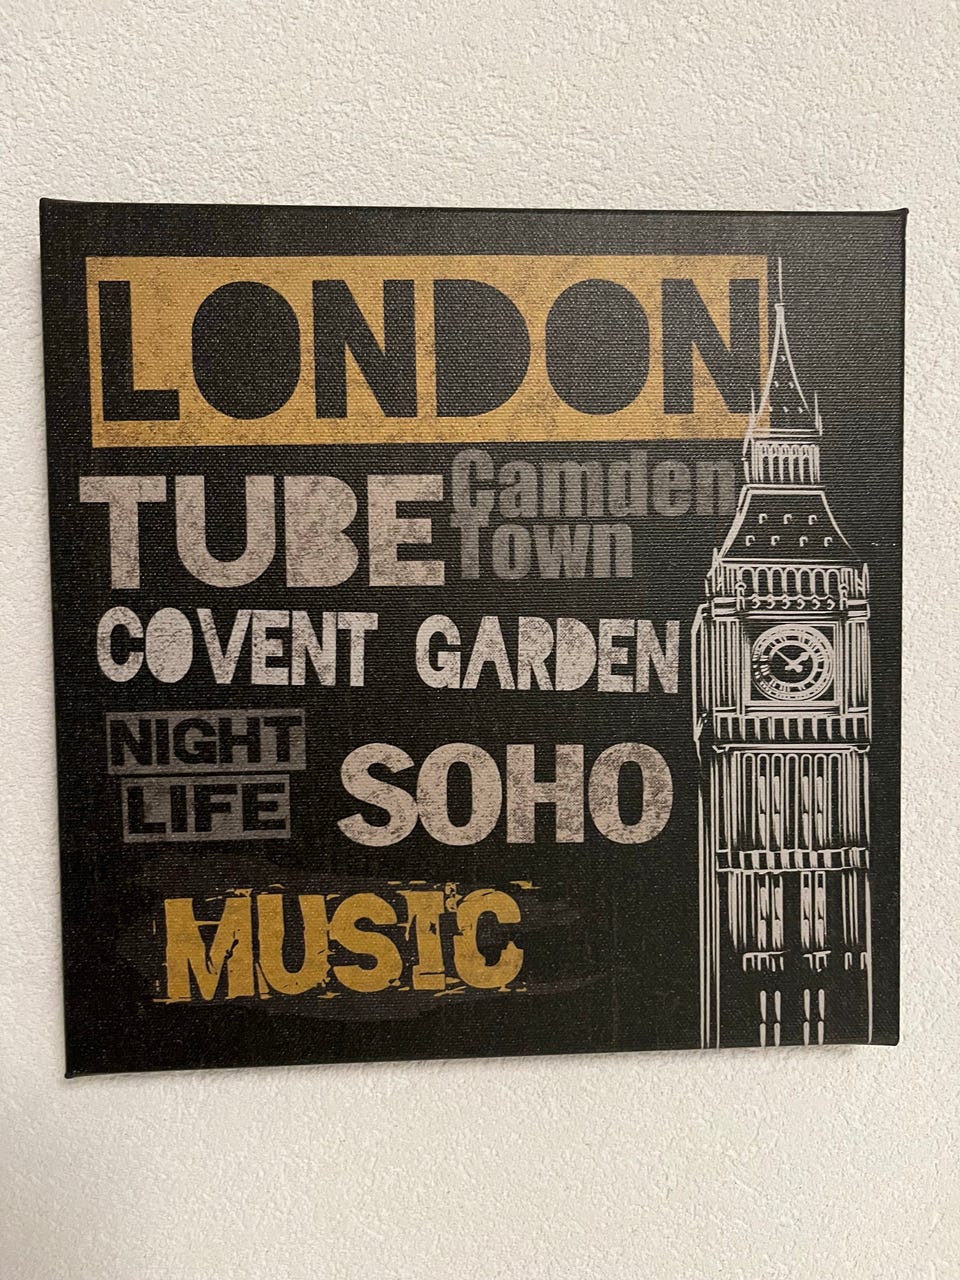 LONDON
TUBE
Camden
Town
COVENT GARDEN
NIGHT
LIFE
SOHO
MUSIC